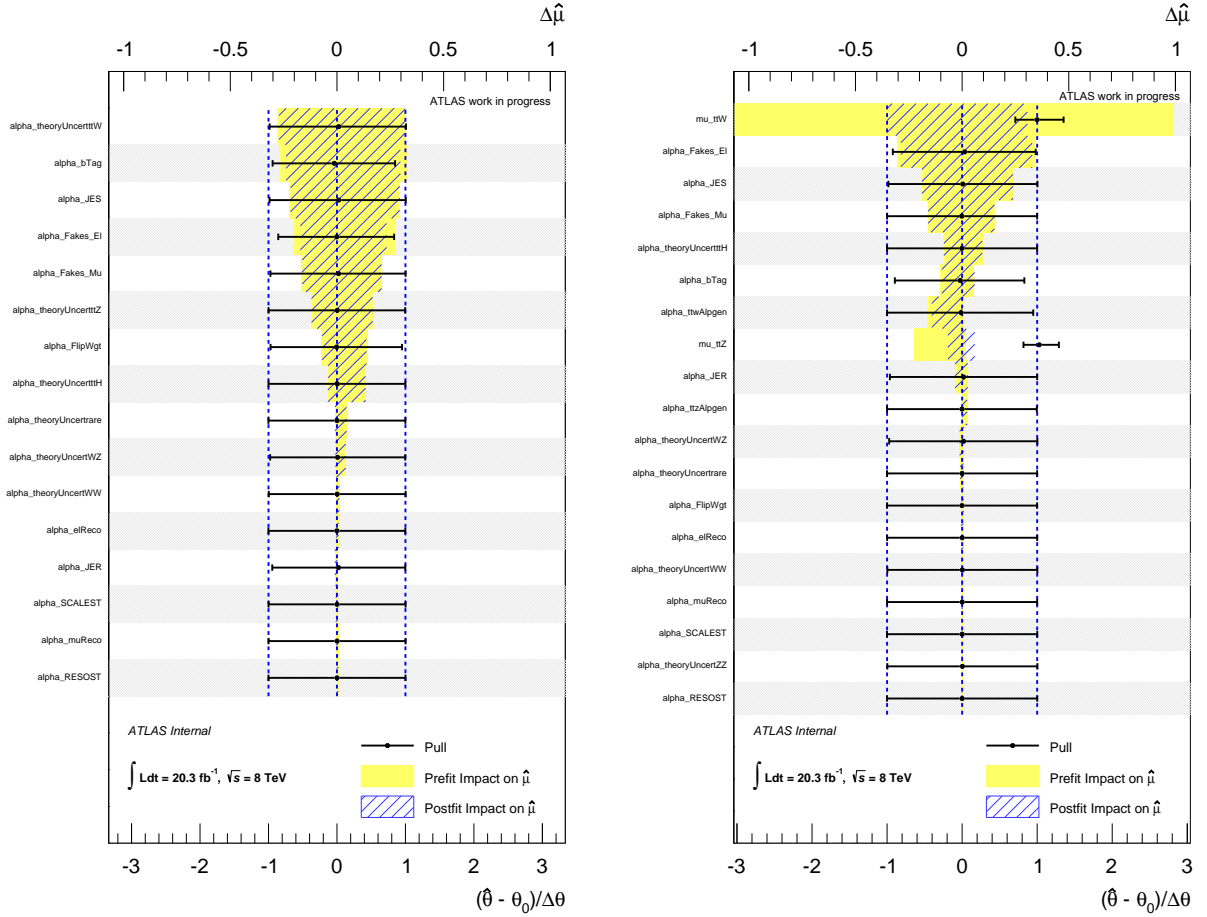 Δμ̂
-1 -0.5 0 0.5 1
ATLAS work in progress
alpha_theoryUncertttW
alpha_bTag
alpha_JES
alpha_Fakes_El
alpha_Fakes_Mu
alpha_theoryUncertttZ
alpha_FlipWgt
alpha_theoryUncertttH
alpha_theoryUncertrare
alpha_theoryUncertWZ
alpha_theoryUncertWW
alpha_elReco
alpha_JER
alpha_SCALEST
alpha_muReco
alpha_RESOST
ATLAS Internal
∫ Ldt = 20.3 fb⁻¹, √s = 8 TeV
Pull
Prefit Impact on μ̂
Postfit Impact on μ̂
-3 -2 -1 0 1 2 3
(θ̂ - θ₀)/Δθ
Δμ̂
-1 -0.5 0 0.5 1
ATLAS work in progress
mu_ttW
alpha_Fakes_El
alpha_JES
alpha_Fakes_Mu
alpha_theoryUncertttH
alpha_bTag
alpha_ttwAlpgen
mu_ttZ
alpha_JER
alpha_ttzAlpgen
alpha_theoryUncertWZ
alpha_theoryUncertrare
alpha_FlipWgt
alpha_elReco
alpha_theoryUncertWW
alpha_muReco
alpha_SCALEST
alpha_theoryUncertZZ
alpha_RESOST
ATLAS Internal
∫ Ldt = 20.3 fb⁻¹, √s = 8 TeV
Pull
Prefit Impact on μ̂
Postfit Impact on μ̂
-3 -2 -1 0 1 2 3
(θ̂ - θ₀)/Δθ